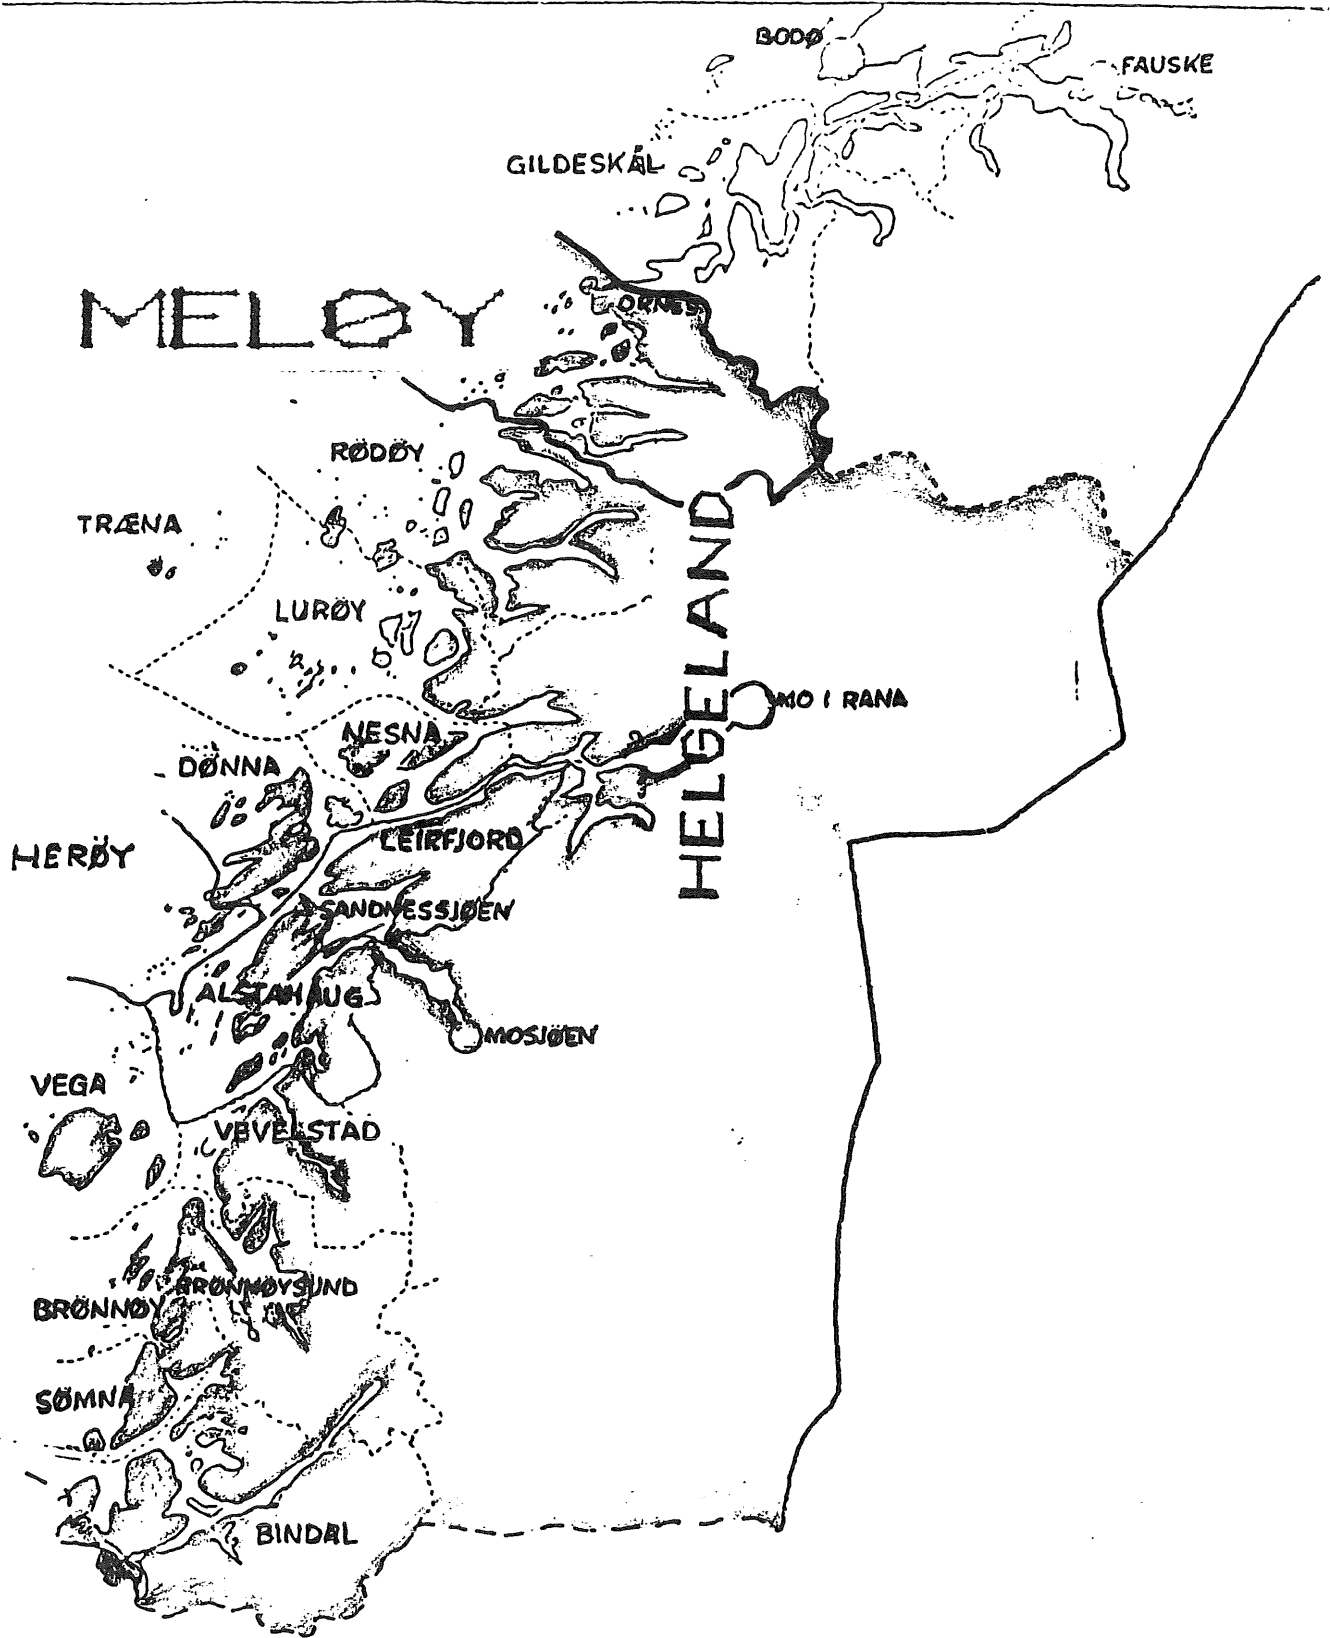 BODØ
FAUSKE
GILDESKÅL
MELØY
ØRNES
RØDØY
TRÆNA
LURØY
HELGELAND
MO I RANA
NESNA
DØNNA
LEIRFJORD
HERØY
SANDNESSJØEN
ALSTAHAUG
MOSJØEN
VEGA
VEVELSTAD
BRØNNØYSUND
BRØNNØY
SØMNA
BINDAL